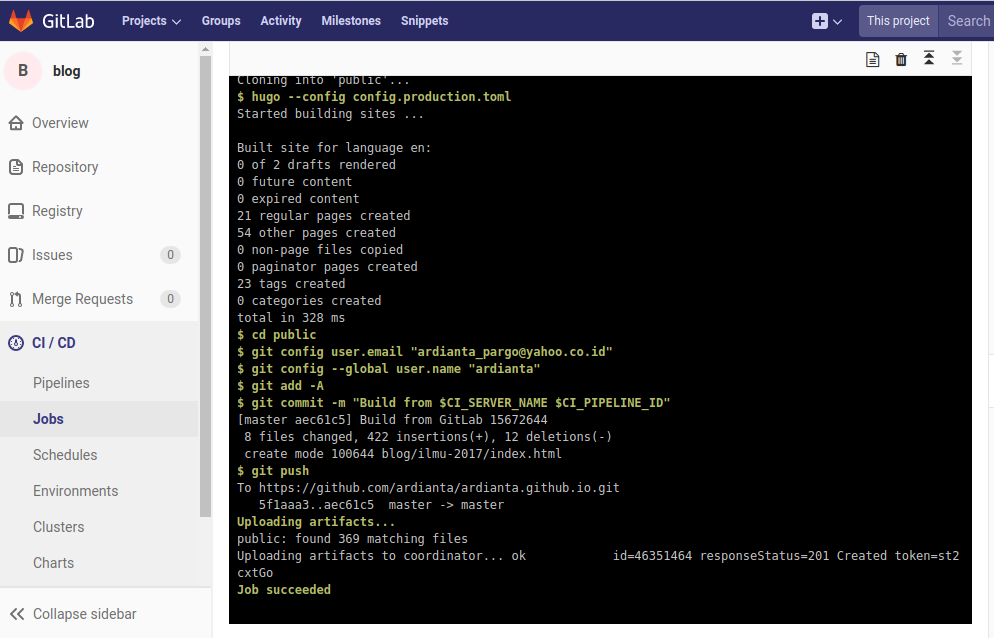 GitLab Projects Groups Activity Milestones Snippets This project Search
B blog
Overview
Repository
Registry
Issues 0
Merge Requests 0
CI / CD
Pipelines
Jobs
Schedules
Environments
Clusters
Charts
Collapse sidebar
Cloning into 'public'...
$ hugo --config config.production.toml
Started building sites ...
Built site for language en:
0 of 2 drafts rendered
0 future content
0 expired content
21 regular pages created
54 other pages created
0 non-page files copied
0 paginator pages created
23 tags created
0 categories created
total in 328 ms
$ cd public
$ git config user.email "ardianta_pargo@yahoo.co.id"
$ git config --global user.name "ardianta"
$ git add -A
$ git commit -m "Build from $CI_SERVER_NAME $CI_PIPELINE_ID"
[master aec61c5] Build from GitLab 15672644
8 files changed, 422 insertions(+), 12 deletions(-)
create mode 100644 blog/ilmu-2017/index.html
$ git push
To https://github.com/ardianta/ardianta.github.io.git
5f1aaa3..aec61c5 master -> master
Uploading artifacts...
public: found 369 matching files
Uploading artifacts to coordinator... ok id=46351464 responseStatus=201 Created token=st2
cxtGo
Job succeeded